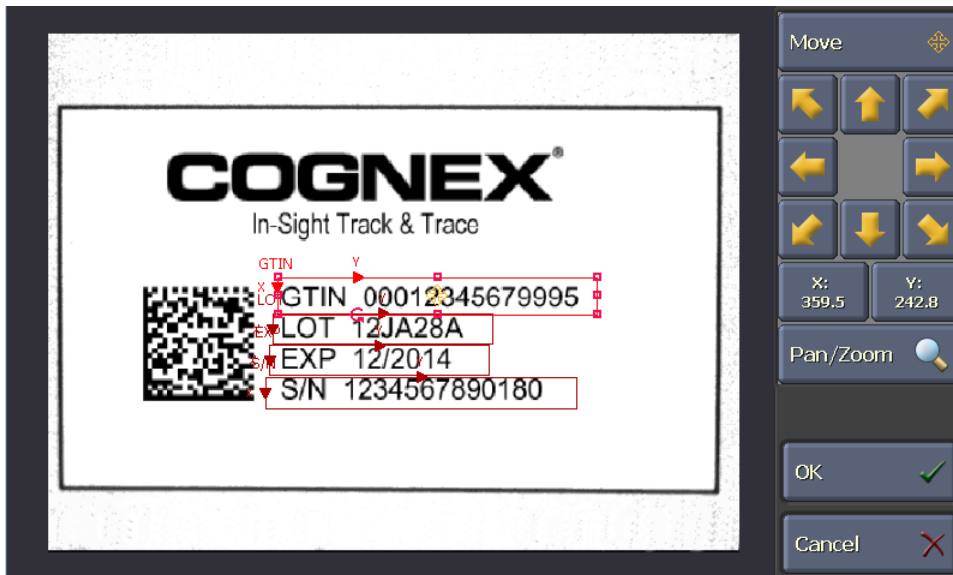 Move
COGNEX®
In-Sight Track & Trace
GTIN Y
X
GTIN 00012345679995
LOT 12JA28A
EXP
EXP 12/2014
S/N
S/N 1234567890180
X: 359.5
Y: 242.8
Pan/Zoom
OK
Cancel